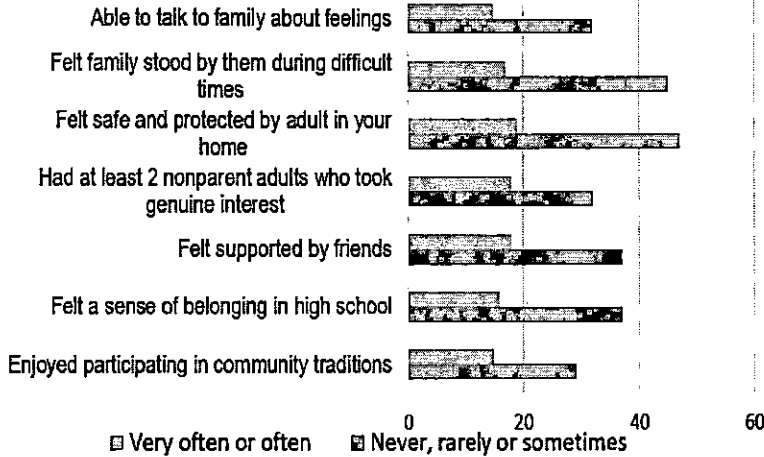 Able to talk to family about feelings
Felt family stood by them during difficult
times
Felt safe and protected by adult in your
home
Had at least 2 nonparent adults who took
genuine interest
Felt supported by friends
Felt a sense of belonging in high school
Enjoyed participating in community traditions
0 20 40 60
Very often or often Never, rarely or sometimes